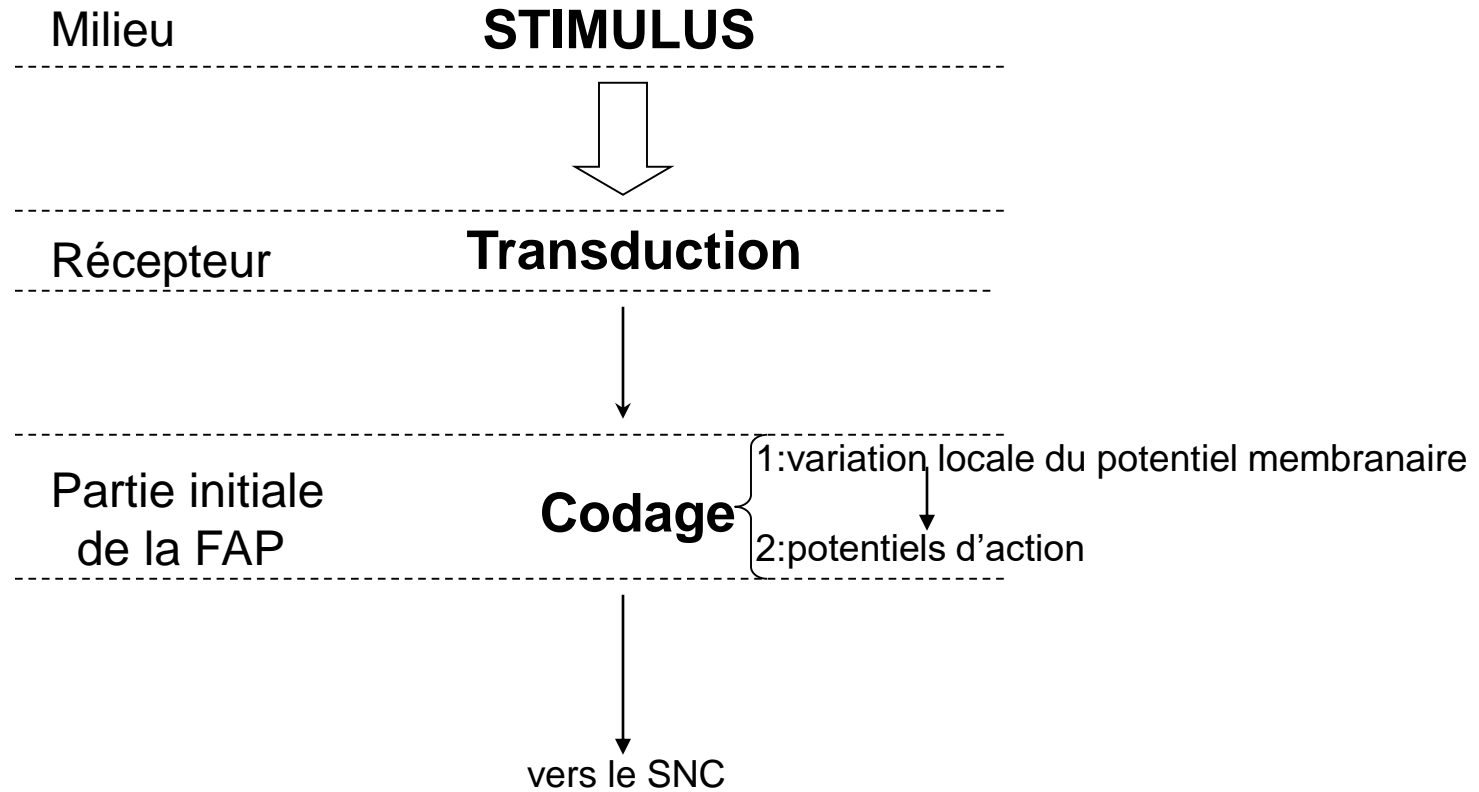 Milieu STIMULUS
Récepteur Transduction
Partie initiale
de la FAP
Codage
1:variation locale du potentiel membranaire
2:potentiels d’action
vers le SNC